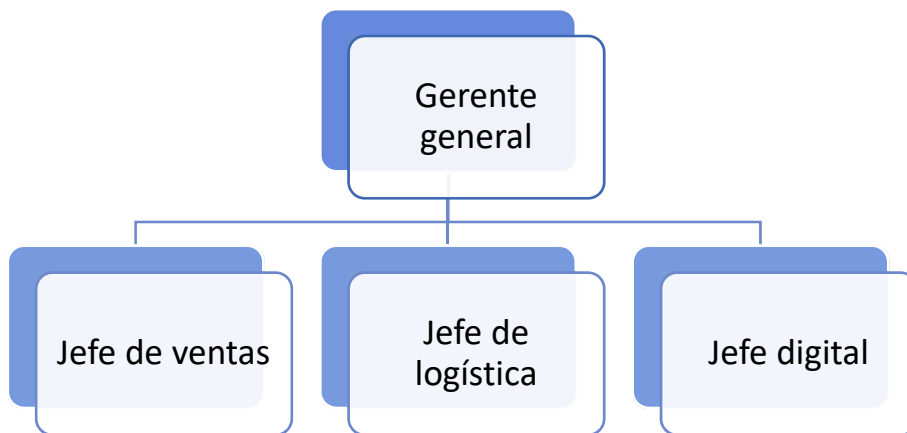 Gerente
general
Jefe de ventas
Jefe de
logística
Jefe digital